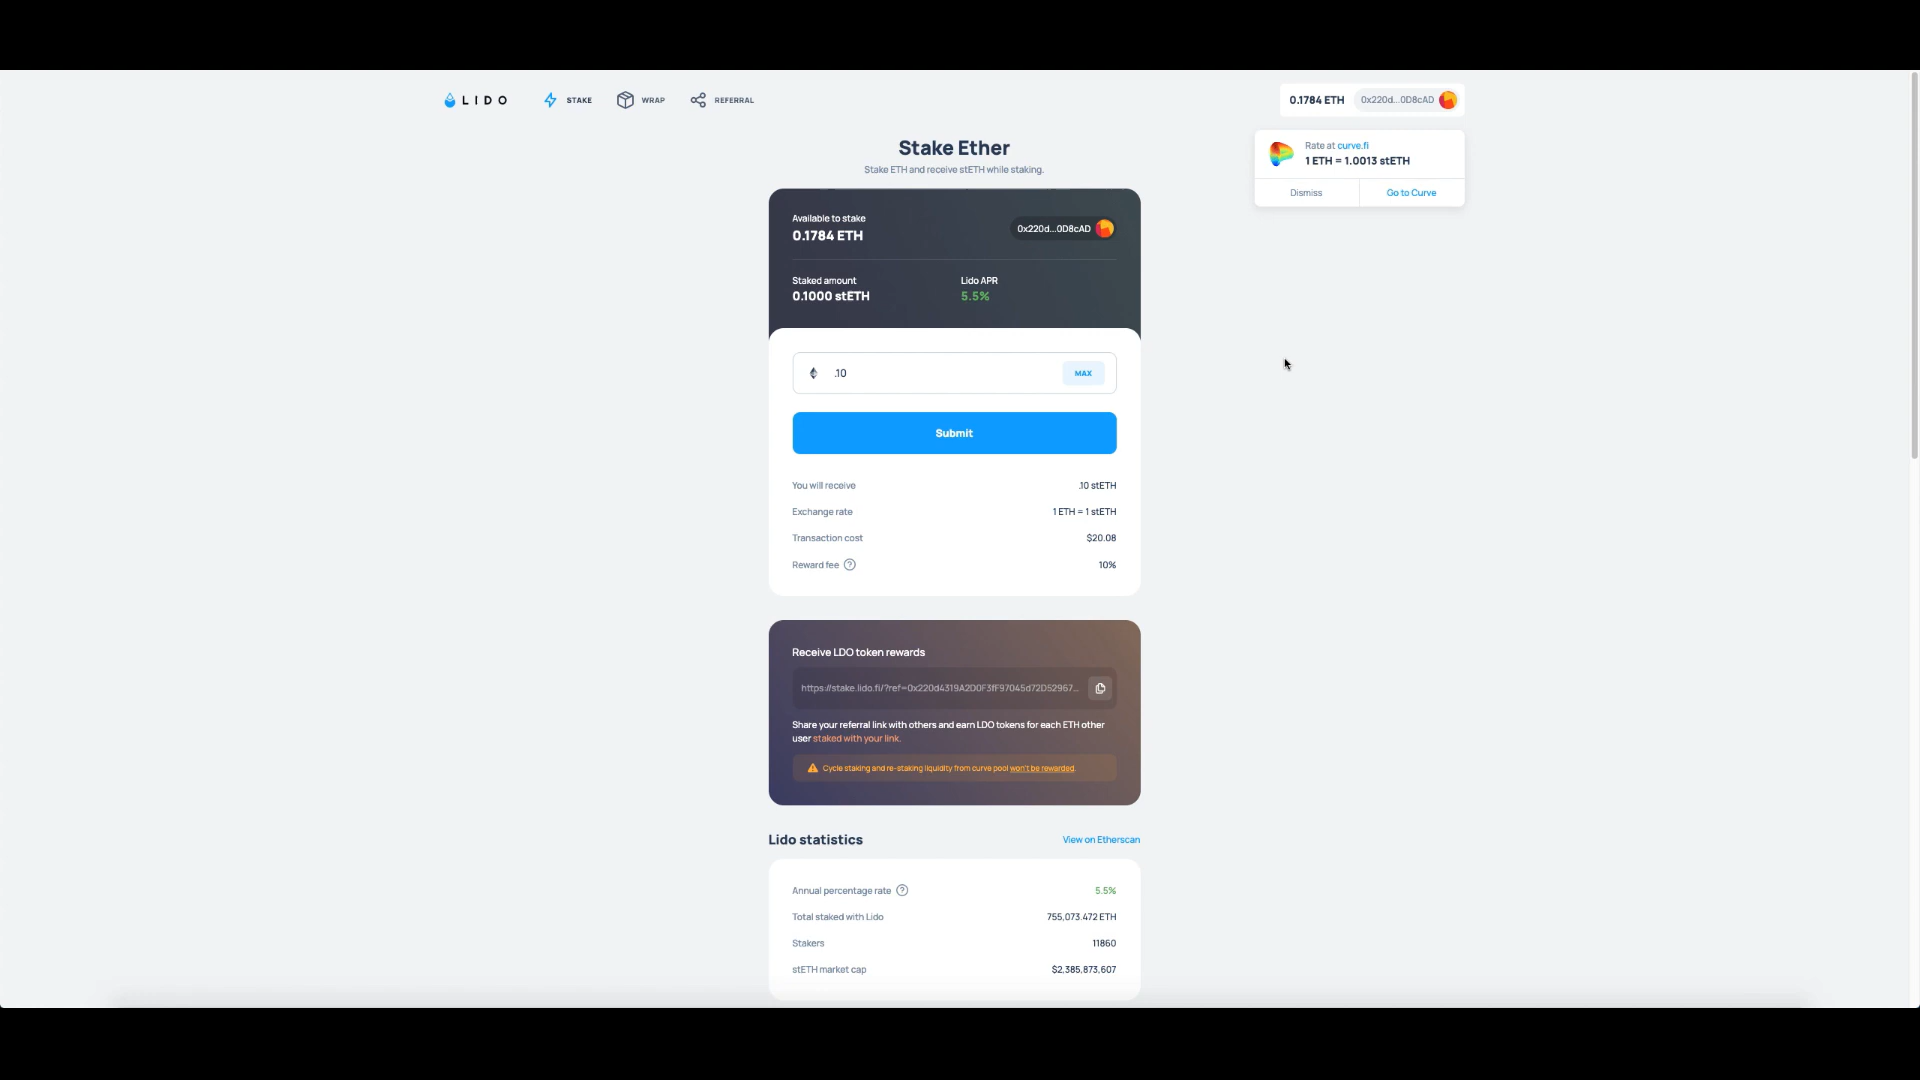 LIDO STAKE WRAP REFERRAL 0.1784 ETH 0x220d...0D8cAD
Rate at curve.fi
1 ETH = 1.0013 stETH
Dismiss Go to Curve
Stake Ether
Stake ETH and receive stETH while staking.
Available to stake
0.1784 ETH 0x220d...0D8cAD
Staked amount Lido APR
0.1000 stETH 5.5%
.10 MAX
Submit
You will receive .10 stETH
Exchange rate 1 ETH = 1 stETH
Transaction cost $20.08
Reward fee ? 10%
Receive LDO token rewards
https://stake.lido.fi/?ref=0x220d4319A2D0F3fF97045d72D52967...
Share your referral link with others and earn LDO tokens for each ETH other
user staked with your link.
Cycle staking and re-staking liquidity from curve pool won't be rewarded.
Lido statistics View on Etherscan
Annual percentage rate ? 5.5%
Total staked with Lido 755,073.472 ETH
Stakers 11860
stETH market cap $2,385,873,607